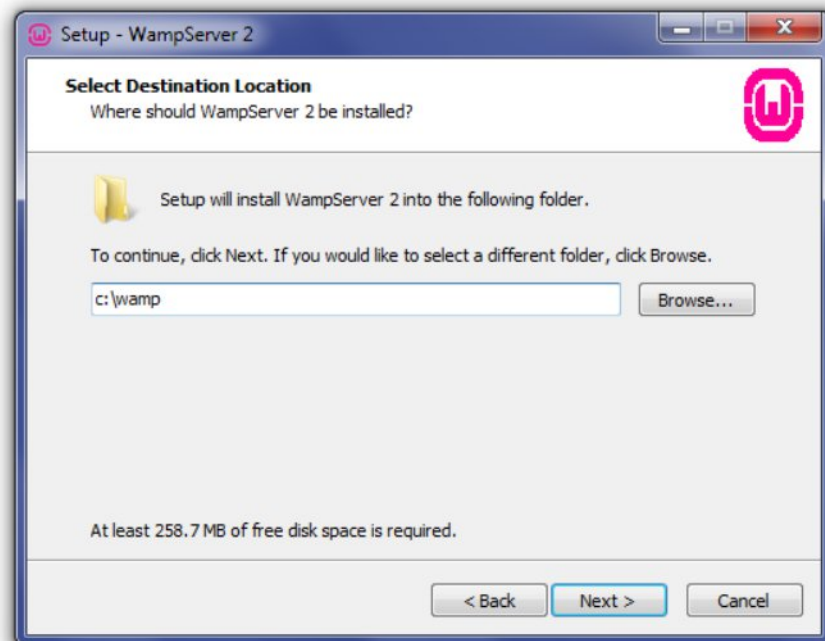 Setup - WampServer 2
Select Destination Location
Where should WampServer 2 be installed?
Setup will install WampServer 2 into the following folder.
To continue, click Next. If you would like to select a different folder, click Browse.
c:\wamp
Browse...
At least 258.7 MB of free disk space is required.
< Back
Next >
Cancel